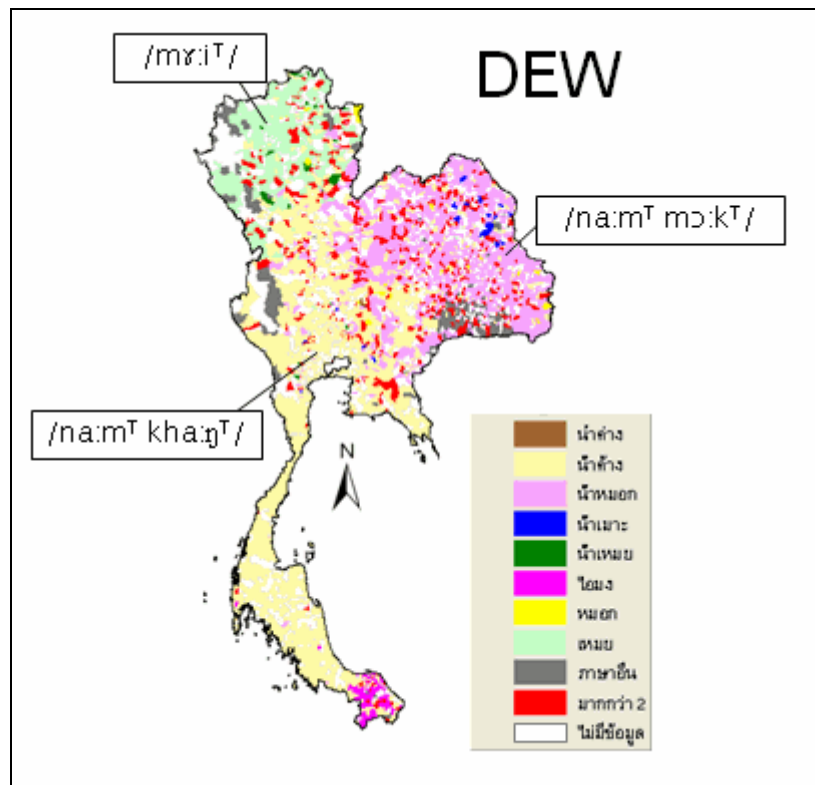 /mɤːiᵀ/
DEW
/naːmᵀ mɔːkᵀ/
/naːmᵀ khaːŋᵀ/
N
น้ำค่าง
น้ำค้าง
น้ำหมอก
น้ำเมาะ
น้ำเหมย
ไอมง
หมอก
เหมย
ภาษาอื่น
มากกว่า 2
ไม่มีข้อมูล